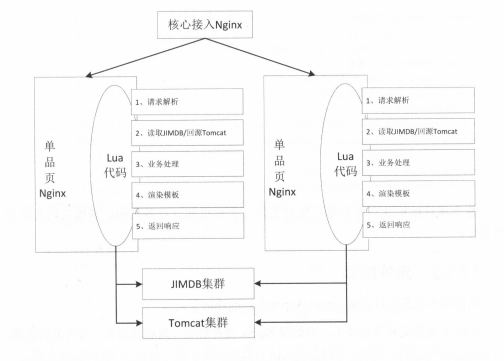 核心接入Nginx
单
品
页
Nginx
Lua
代码
1、请求解析
2、读取JIMDB/回源Tomcat
3、业务处理
4、渲染模板
5、返回响应
单
品
页
Nginx
Lua
代码
1、请求解析
2、读取JIMDB/回源Tomcat
3、业务处理
4、渲染模板
5、返回响应
JIMDB集群
Tomcat集群